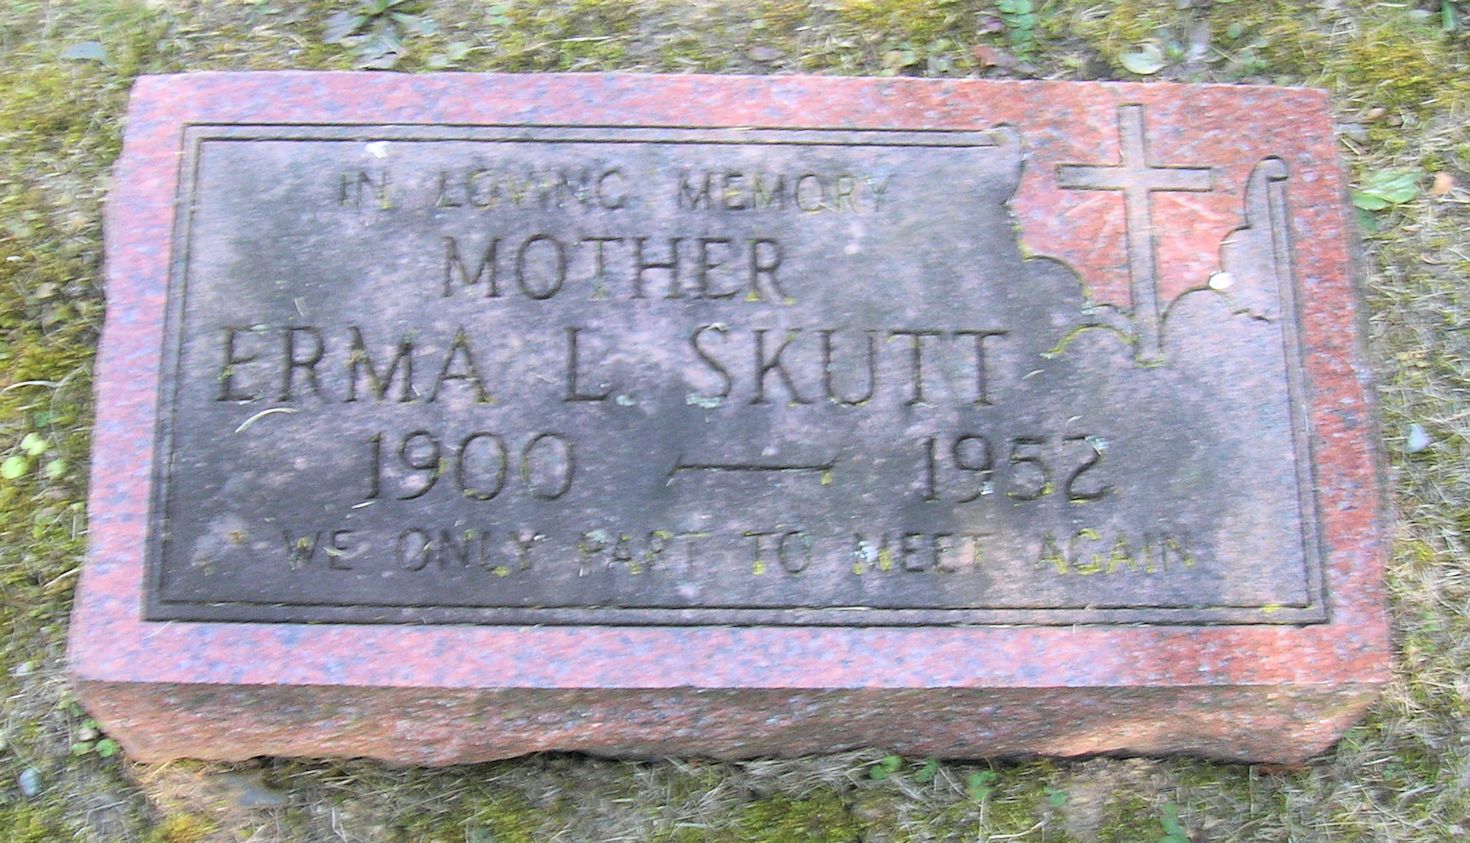 IN LOVING MEMORY
MOTHER
ERMA L. SKUTT
1900 — 1952
WE ONLY PART TO MEET AGAIN